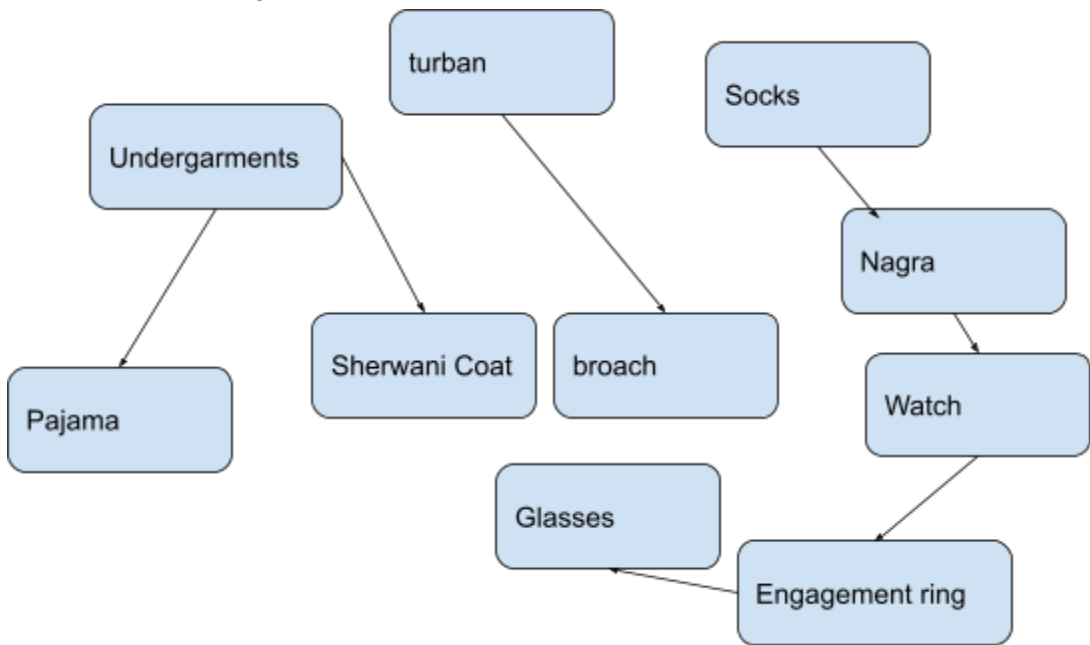 turban
Socks
Undergarments
Nagra
Sherwani Coat
broach
Watch
Pajama
Glasses
Engagement ring